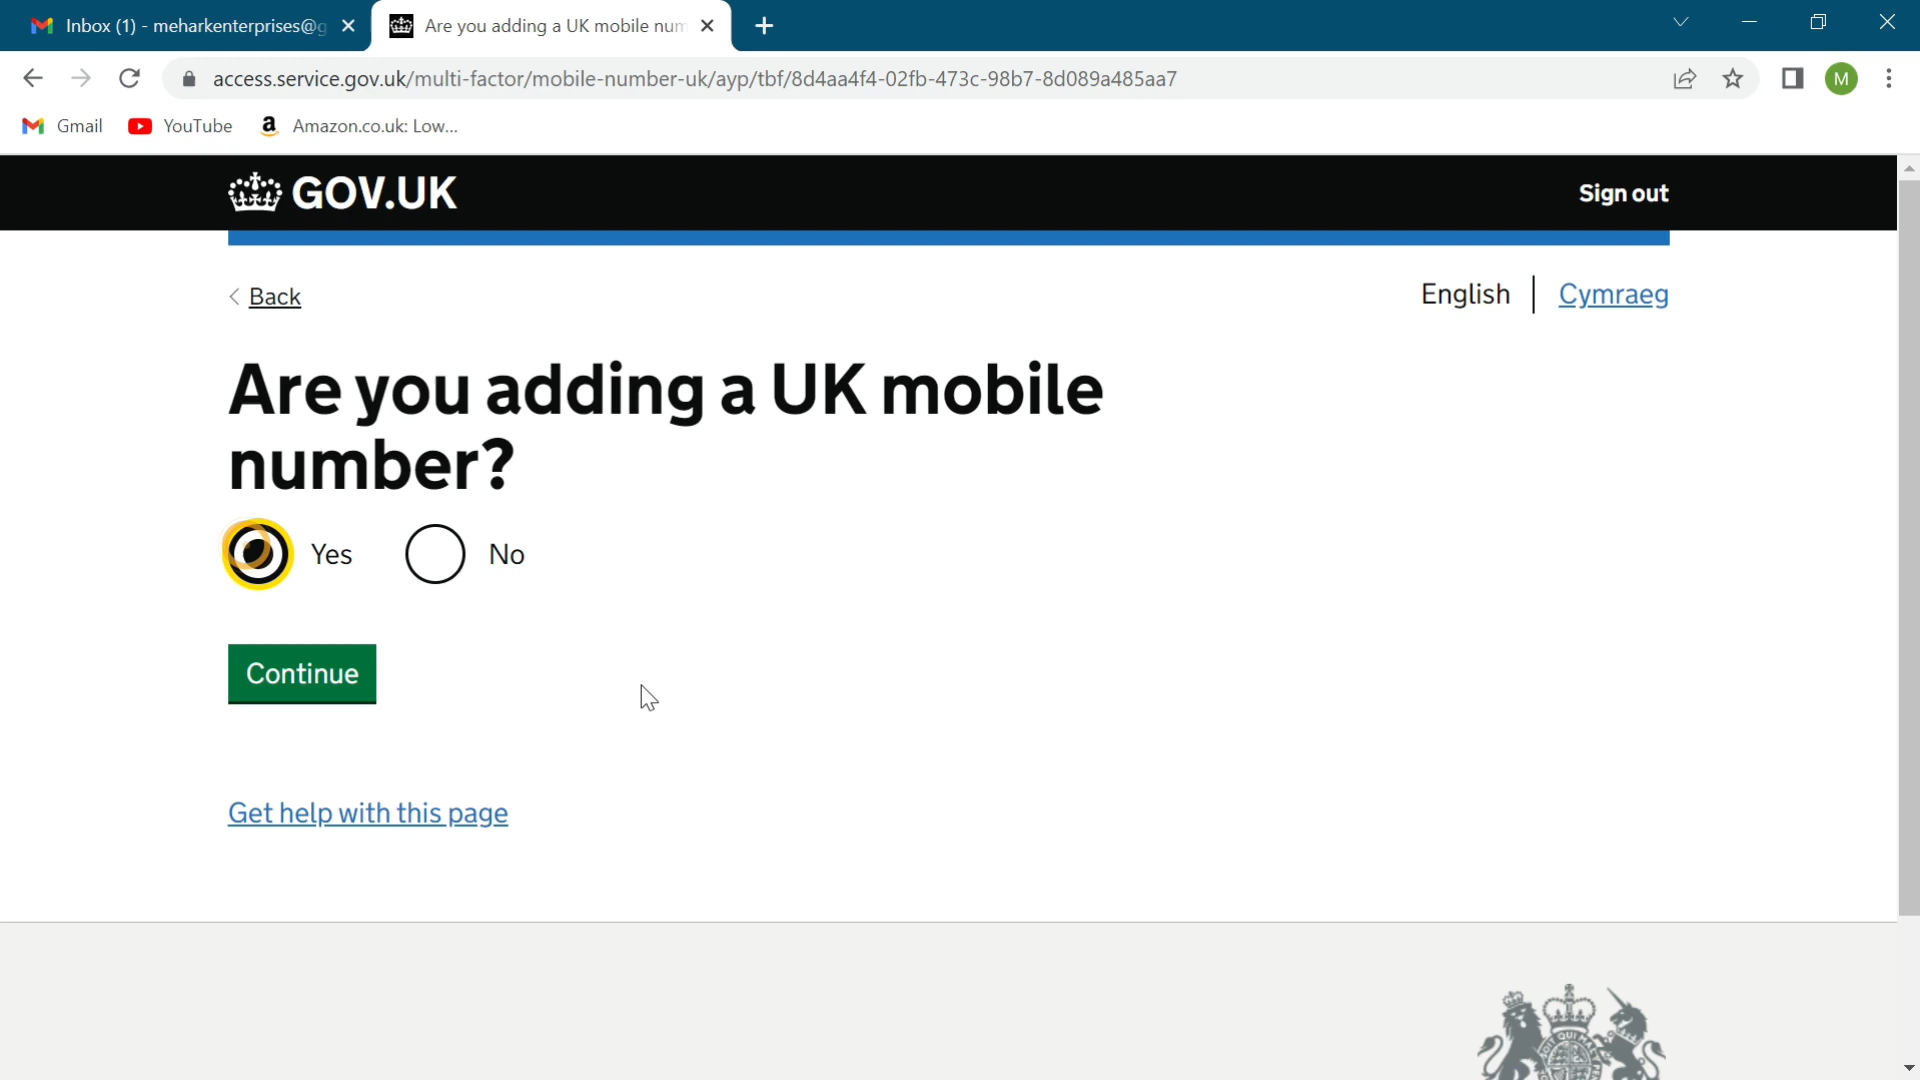 Inbox (1) - meharkenterprises@g
Are you adding a UK mobile num
access.service.gov.uk/multi-factor/mobile-number-uk/ayp/tbf/8d4aa4f4-02fb-473c-98b7-8d089a485aa7
M
Gmail YouTube Amazon.co.uk: Low...
GOV.UK Sign out
Back English Cymraeg
Are you adding a UK mobile
number?
Yes No
Continue
Get help with this page